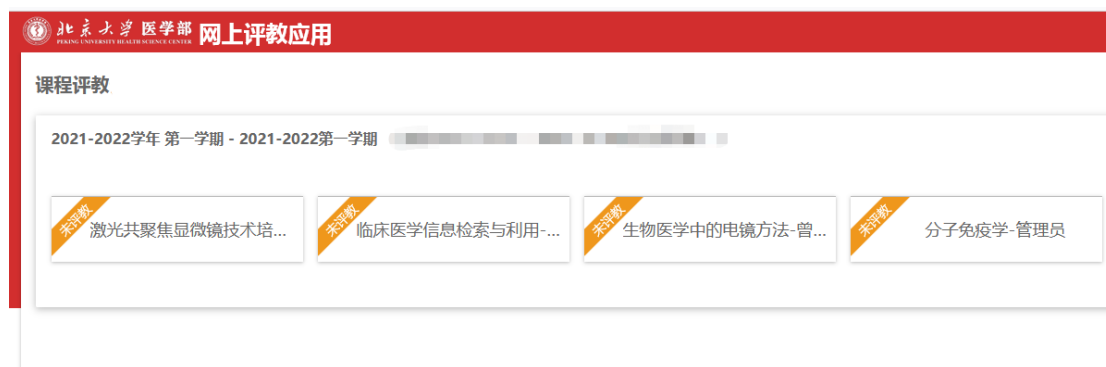 北京大学医学部 网上评教应用
PEKING UNIVERSITY HEALTH SCIENCE CENTER
课程评教
2021-2022学年 第一学期 - 2021-2022第一学期
未评教
激光共聚焦显微镜技术培...
未评教
临床医学信息检索与利用-...
未评教
生物医学中的电镜方法-曾...
未评教
分子免疫学-管理员